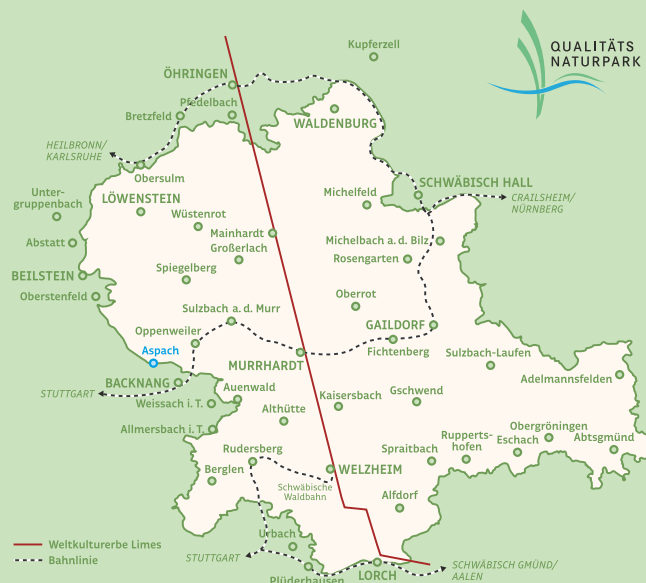 Kupferzell
QUALITÄTS
NATURPARK
ÖHRINGEN
Pfedelbach
Bretzfeld
WALDENBURG
HEILBRONN/
KARLSRUHE
Obersulm
SCHWÄBISCH HALL
CRAILSHEIM/
NÜRNBERG
Unter-
gruppenbach
LÖWENSTEIN
Michelfeld
Wüstenrot
Mainhardt
Abstatt
Michelbach a. d. Bilz
Großerlach
Rosengarten
BEILSTEIN
Spiegelberg
Oberstenfeld
Oberrot
Sulzbach a. d. Murr
GAILDORF
Oppenweiler
Fichtenberg
Aspach
MURRHARDT
Sulzbach-Laufen
Adelmannsfelden
BACKNANG
STUTTGART
Auenwald
Kaisersbach
Gschwend
Weissach i. T.
Althütte
Allmersbach i. T.
Obergröningen
Rupperts-
hofen
Eschach
Abtsgmünd
Rudersberg
Spraitbach
Berglen
WELZHEIM
Schwäbische
Waldbahn
Alfdorf
Urbach
Weltkulturerbe Limes
Bahnlinie
STUTTGART
SCHWÄBISCH GMÜND/
AALEN
Plüderhausen
LORCH